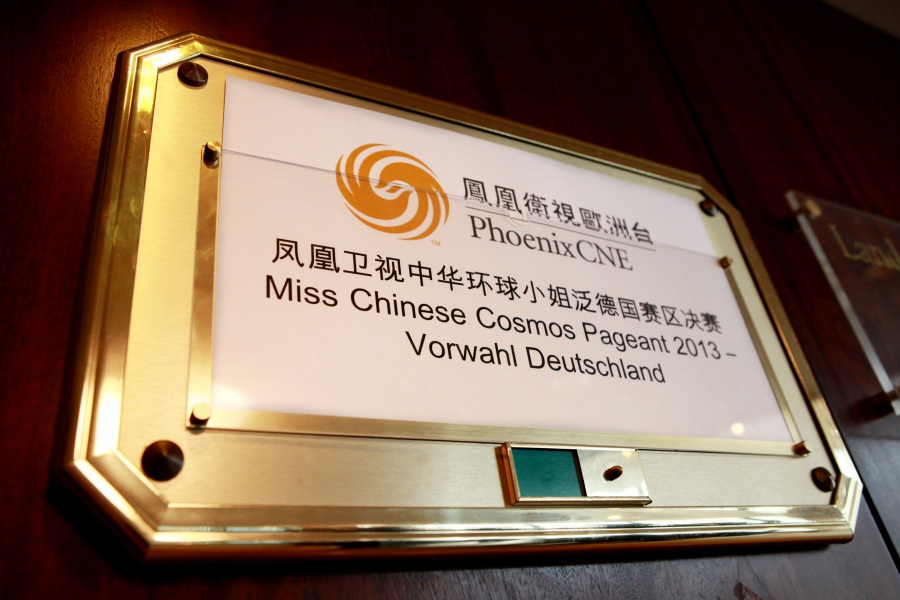 鳳凰衛視歐洲台
PhoenixCNE
TM
凤凰卫视中华环球小姐泛德国赛区决赛
Miss Chinese Cosmos Pageant 2013 –
Vorwahl Deutschland